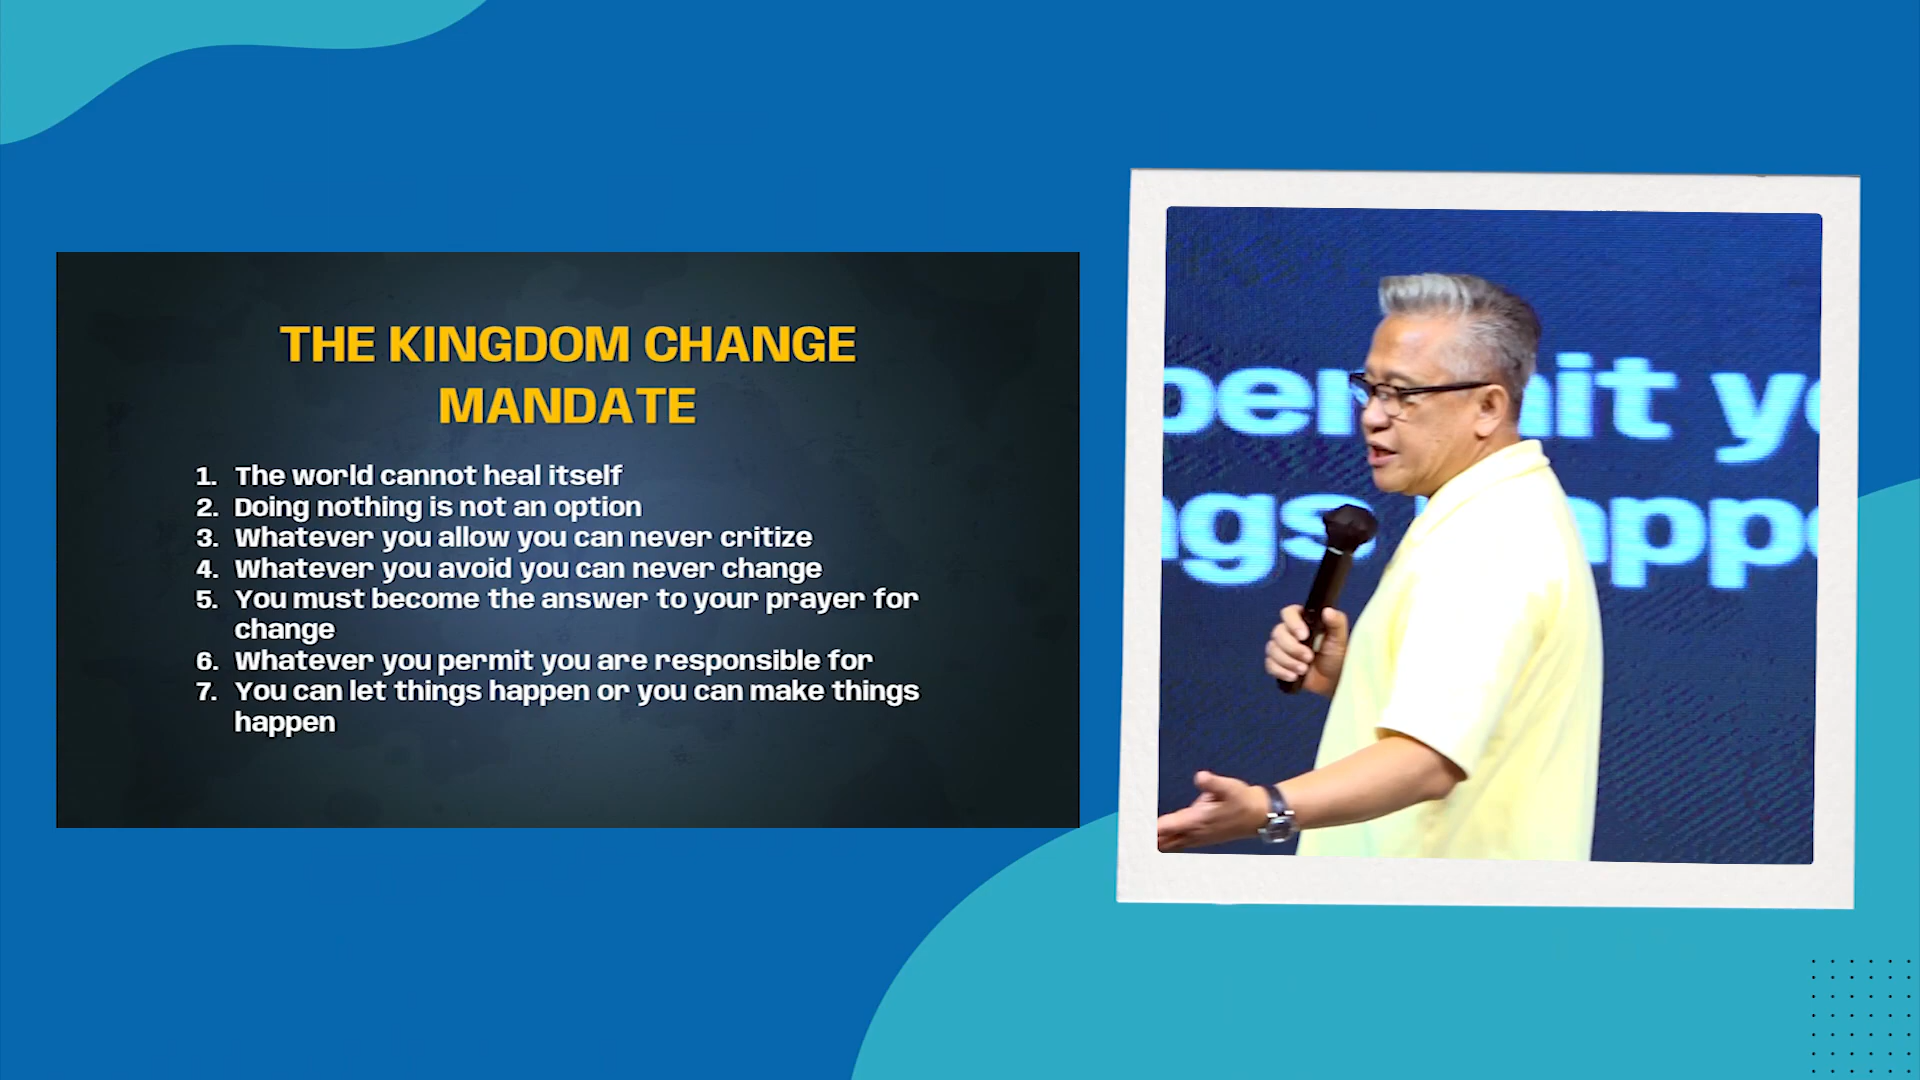 THE KINGDOM CHANGE
MANDATE
1. The world cannot heal itself
2. Doing nothing is not an option
3. Whatever you allow you can never critize
4. Whatever you avoid you can never change
5. You must become the answer to your prayer for
change
6. Whatever you permit you are responsible for
7. You can let things happen or you can make things
happen